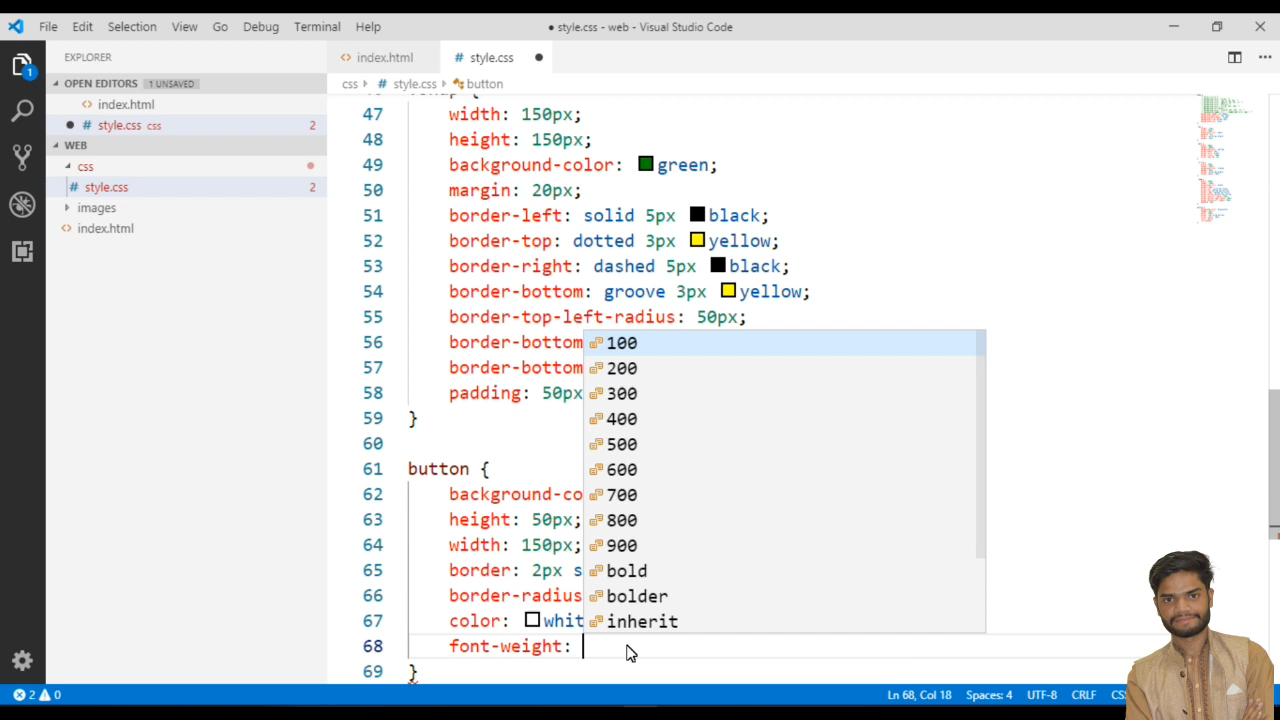 File Edit Selection View Go Debug Terminal Help
● style.css - web - Visual Studio Code
EXPLORER
<> index.html
# style.css ●
OPEN EDITORS 1 UNSAVED
css › # style.css › button
<> index.html
● # style.css css 2
WEB
css
# style.css 2
images
<> index.html
1
47 width: 150px;
48 height: 150px;
49 background-color: green;
50 margin: 20px;
51 border-left: solid 5px black;
52 border-top: dotted 3px yellow;
53 border-right: dashed 5px black;
54 border-bottom: groove 3px yellow;
55 border-top-left-radius: 50px;
56 border-bottom
57 border-bottom
58 padding: 50px
59 }
60
61 button {
62 background-co
63 height: 50px;
64 width: 150px;
65 border: 2px s
66 border-radius
67 color: whit
68 font-weight:
69 }
100
200
300
400
500
600
700
800
900
bold
bolder
inherit
2 0 Ln 68, Col 18 Spaces: 4 UTF-8 CRLF